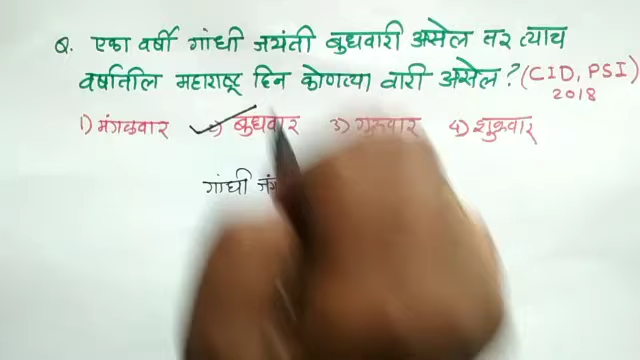 Q. एका वर्षी गांधी जयंती बुधवारी असेल तर त्याच
वर्षातील महाराष्ट्र दिन कोणत्या वारी असेल? (CID, PSI)
2018
1) मंगळवार 2) बुधवार 3) गुरुवार 4) शुक्रवार
गांधी